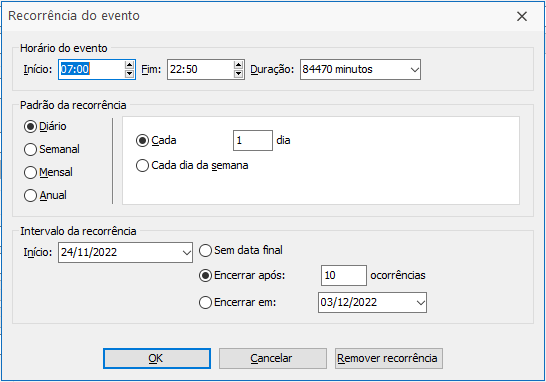 Recorrência do evento
Horário do evento
Início: 07:00 Fim: 22:50 Duração: 84470 minutos
Padrão da recorrência
Diário
Semanal
Mensal
Anual
Cada 1 dia
Cada dia da semana
Intervalo da recorrência
Início: 24/11/2022
Sem data final
Encerrar após: 10 ocorrências
Encerrar em: 03/12/2022
OK Cancelar Remover recorrência